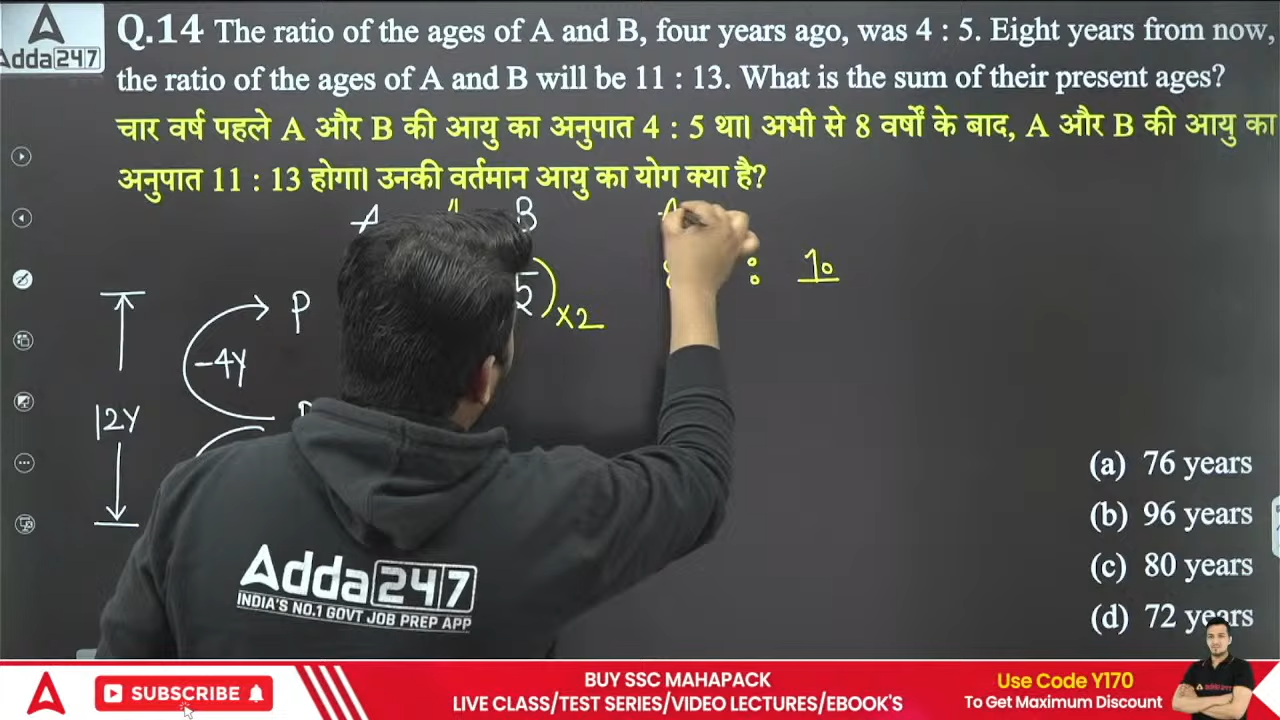 Adda247
Q.14 The ratio of the ages of A and B, four years ago, was 4 : 5. Eight years from now,
the ratio of the ages of A and B will be 11 : 13. What is the sum of their present ages?
चार वर्ष पहले A और B की आयु का अनुपात 4 : 5 था। अभी से 8 वर्षों के बाद, A और B की आयु का
अनुपात 11 : 13 होगा। उनकी वर्तमान आयु का योग क्या है?
A B
: 10
P 5 ×2
-4Y
12Y
(a) 76 years
(b) 96 years
(c) 80 years
(d) 72 years
Adda247
INDIA'S NO.1 GOVT JOB PREP APP
SUBSCRIBE
BUY SSC MAHAPACK
LIVE CLASS/TEST SERIES/VIDEO LECTURES/EBOOK'S
Use Code Y170
To Get Maximum Discount